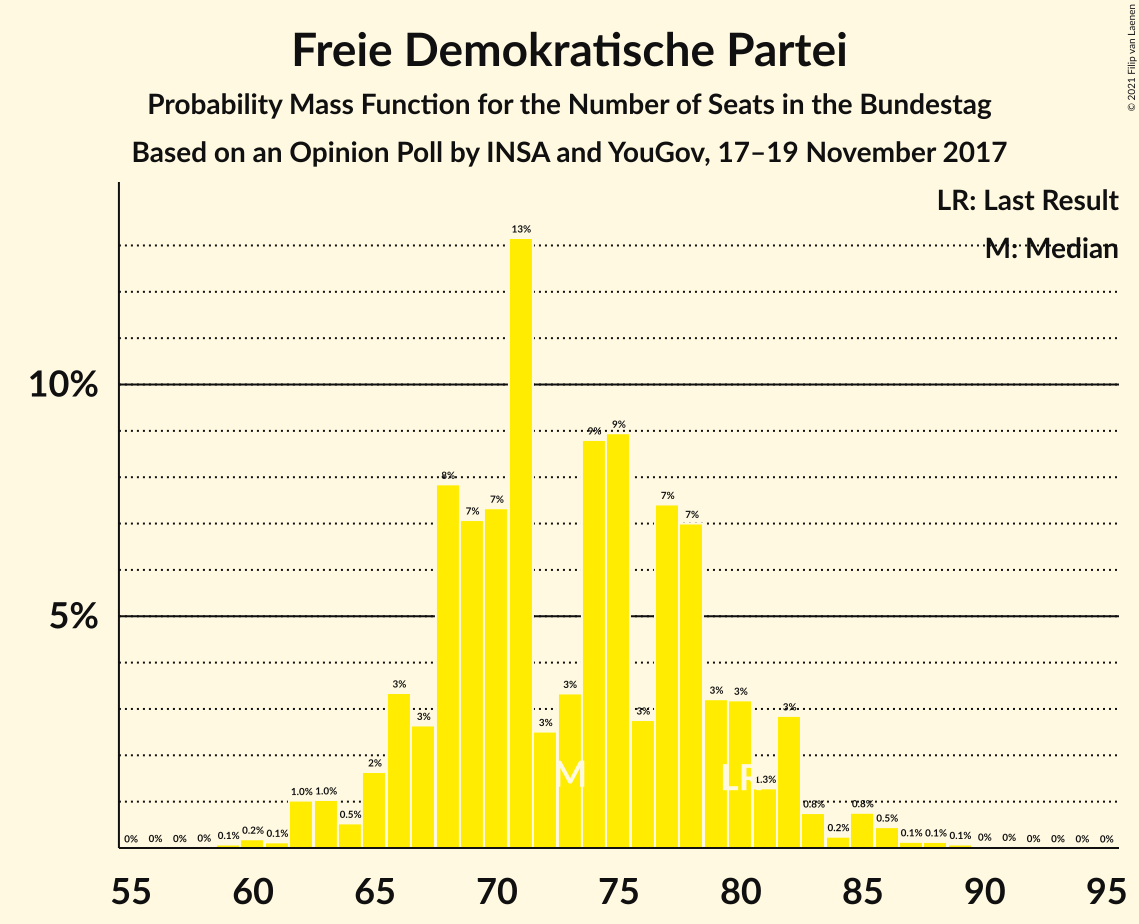 © 2021 Filip van Laenen
Freie Demokratische Partei
Probability Mass Function for the Number of Seats in the Bundestag
Based on an Opinion Poll by INSA and YouGov, 17–19 November 2017
LR: Last Result
M: Median
10%
5%
0% 0% 0% 0% 0.1% 0.2% 0.1% 1.0% 1.0% 0.5% 2% 3% 3% 8% 7% 7% 13% 3% 3% 9% 9% 3% 7% 7% 3% 3% 1.3% 3% 0.8% 0.2% 0.8% 0.5% 0.1% 0.1% 0.1% 0% 0% 0% 0% 0% 0%
M LR
55 60 65 70 75 80 85 90 95